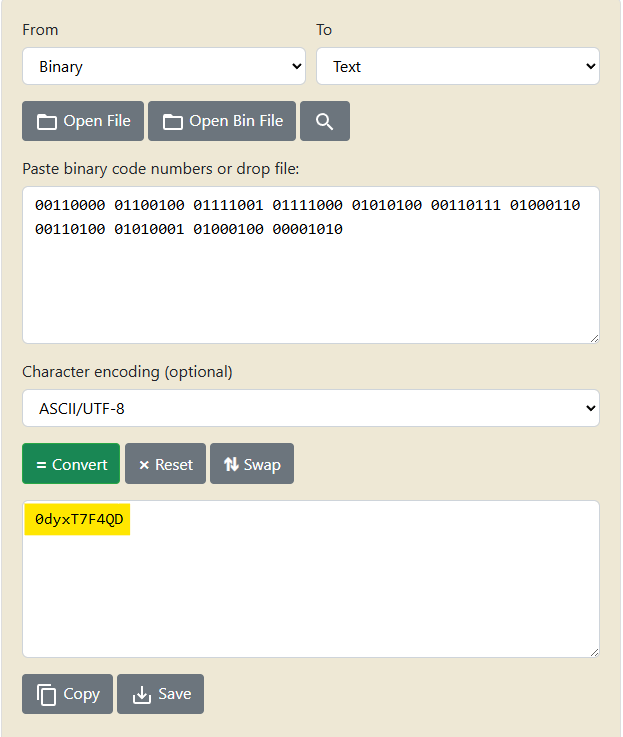 From To
Binary Text
Open File Open Bin File
Paste binary code numbers or drop file:
00110000 01100100 01111001 01111000 01010100 00110111 01000110
00110100 01010001 01000100 00001010
Character encoding (optional)
ASCII/UTF-8
= Convert × Reset Swap
0dyxT7F4QD
Copy Save